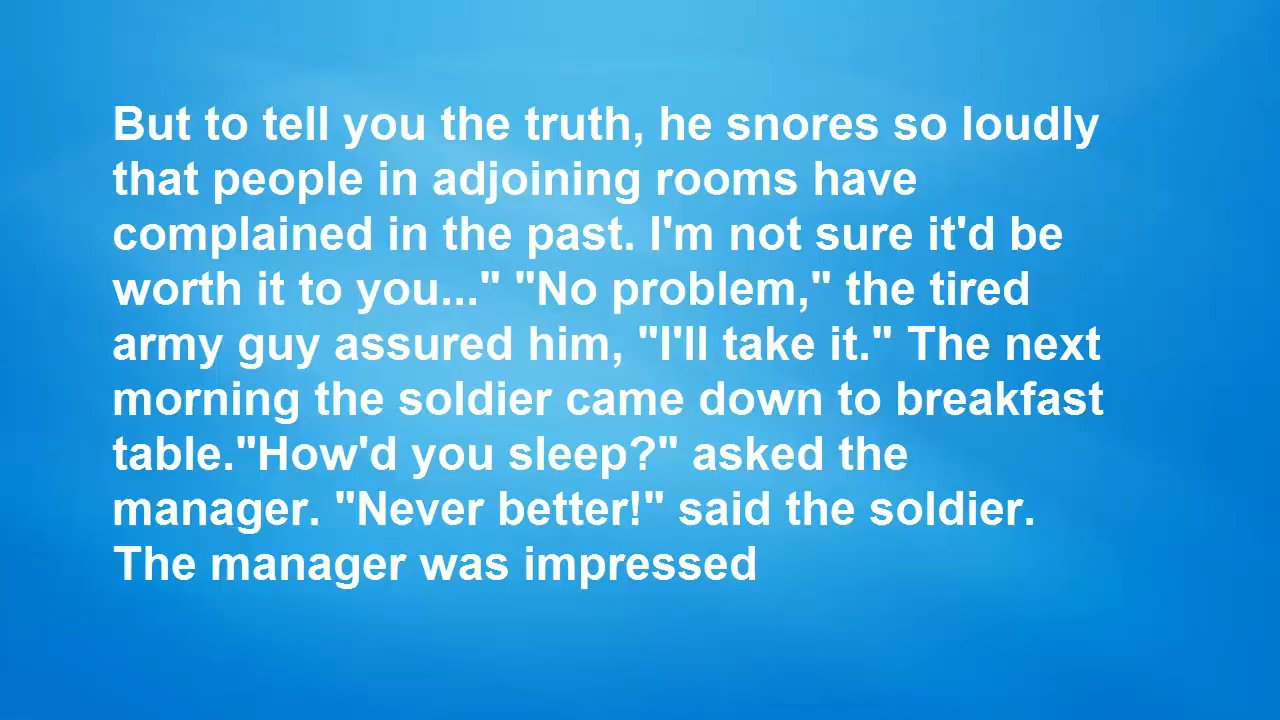 But to tell you the truth, he snores so loudly
that people in adjoining rooms have
complained in the past. I'm not sure it'd be
worth it to you..." "No problem," the tired
army guy assured him, "I'll take it." The next
morning the soldier came down to breakfast
table."How'd you sleep?" asked the
manager. "Never better!" said the soldier.
The manager was impressed